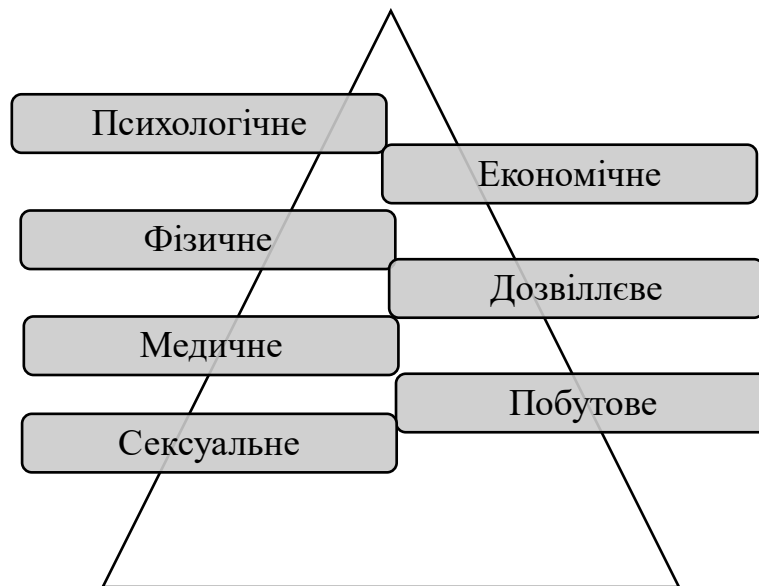 Психологічне
Економічне
Фізичне
Дозвіллєве
Медичне
Побутове
Сексуальне